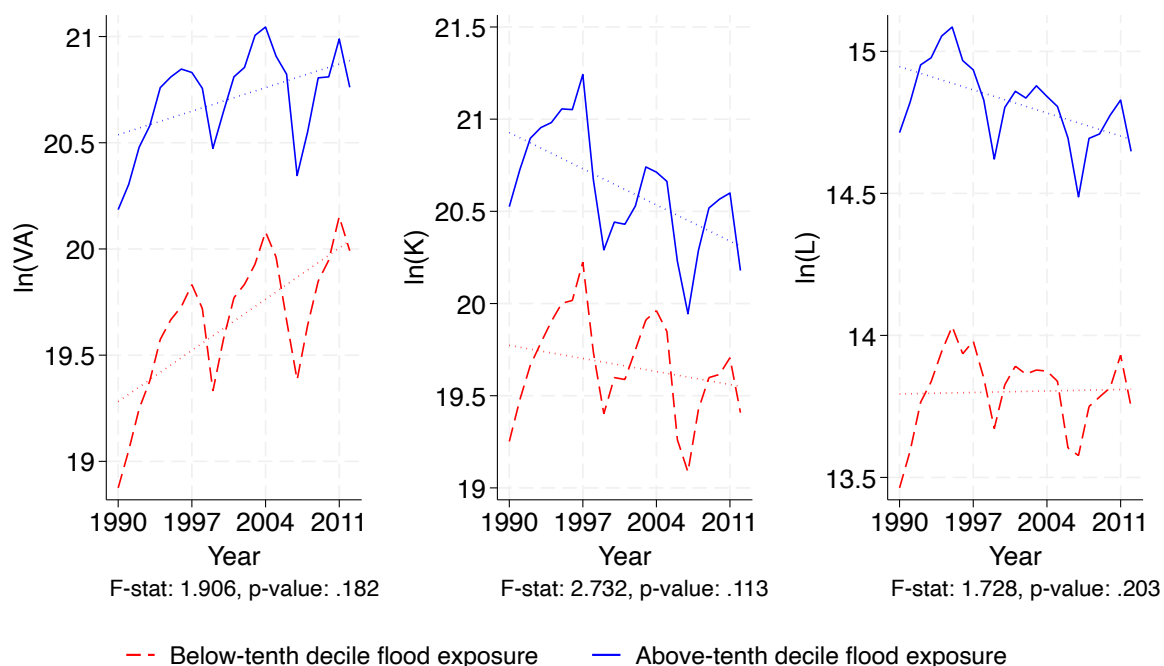 ln(VA)
21
20.5
20
19.5
19
1990 1997 2004 2011
Year
F-stat: 1.906, p-value: .182
ln(K)
21.5
21
20.5
20
19.5
19
1990 1997 2004 2011
Year
F-stat: 2.732, p-value: .113
ln(L)
15
14.5
14
13.5
1990 1997 2004 2011
Year
F-stat: 1.728, p-value: .203
Below-tenth decile flood exposure
Above-tenth decile flood exposure